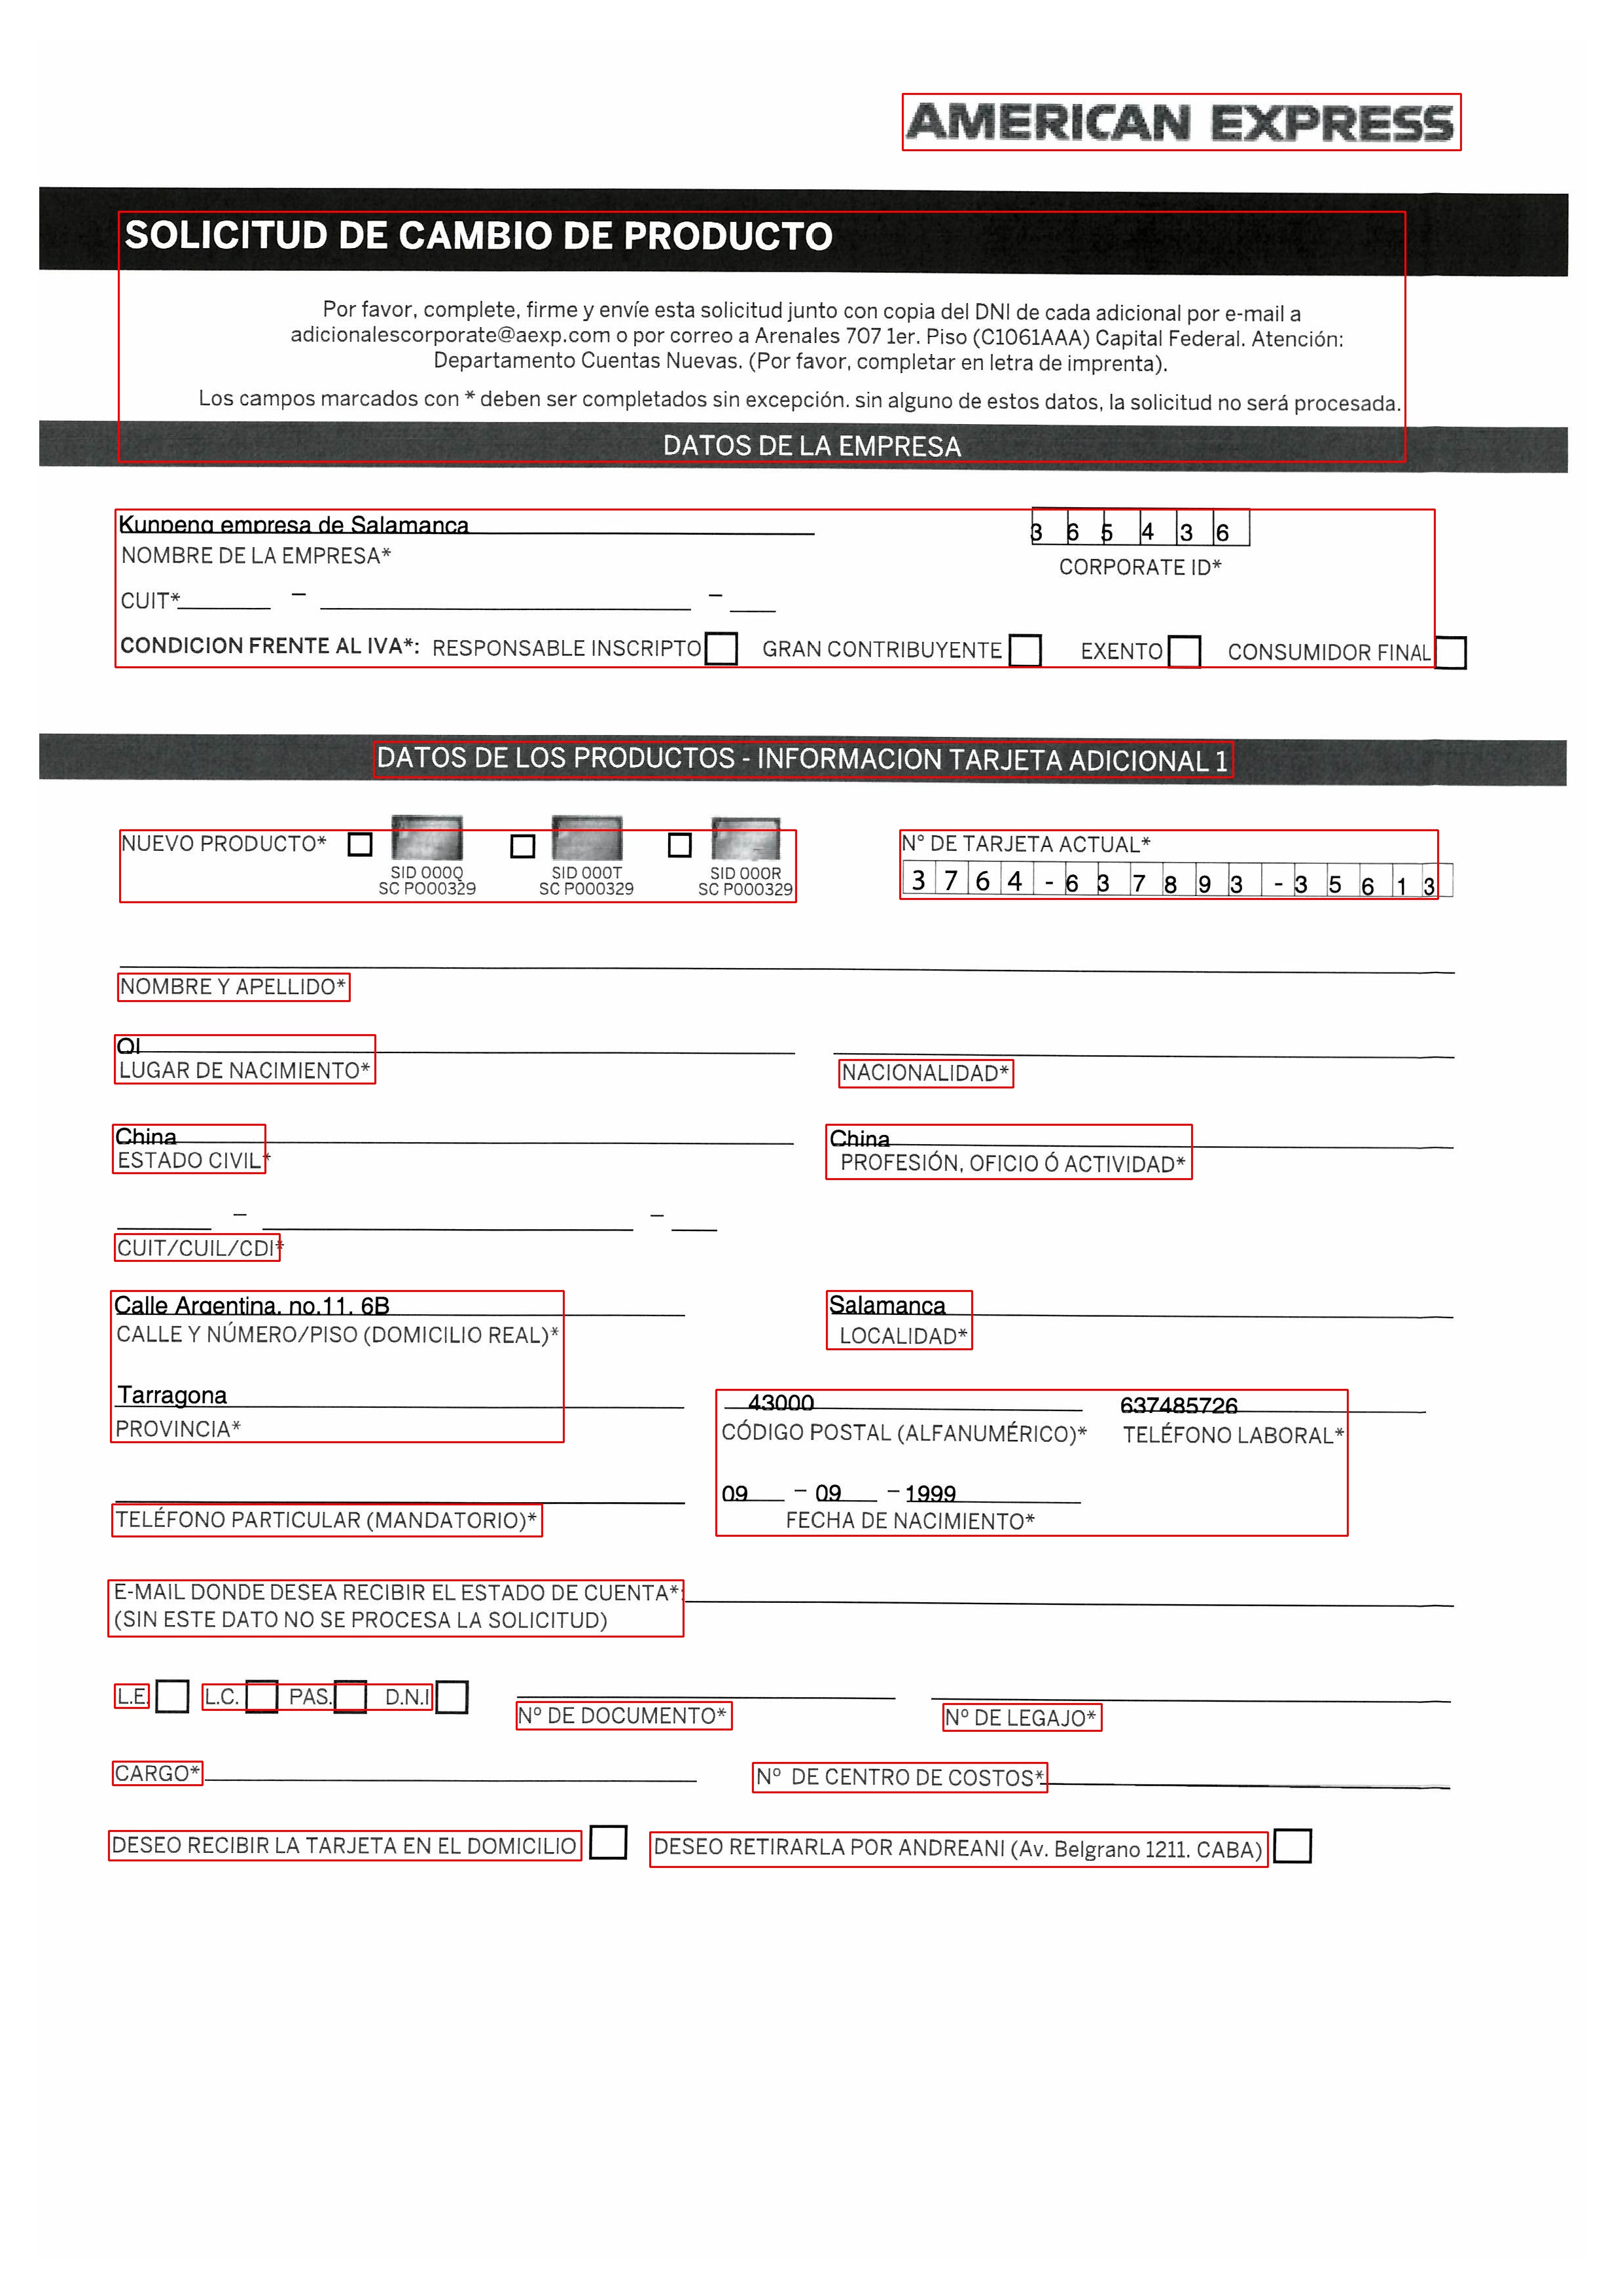 AMERICAN EXPRESS
SOLICITUD DE CAMBIO DE PRODUCTO
Por favor, complete, firme y envíe esta solicitud junto con copia del DNI de cada adicional por e-mail a
adicionalescorporate@aexp.com o por correo a Arenales 707 1er. Piso (C1061AAA) Capital Federal. Atención:
Departamento Cuentas Nuevas. (Por favor, completar en letra de imprenta).
Los campos marcados con * deben ser completados sin excepción. sin alguno de estos datos, la solicitud no será procesada.
DATOS DE LA EMPRESA
Kunpeng empresa de Salamanca 3 6 5 4 3 6
NOMBRE DE LA EMPRESA* CORPORATE ID*
CUIT* – –
CONDICION FRENTE AL IVA*: RESPONSABLE INSCRIPTO GRAN CONTRIBUYENTE EXENTO CONSUMIDOR FINAL
DATOS DE LOS PRODUCTOS - INFORMACION TARJETA ADICIONAL 1
NUEVO PRODUCTO* N° DE TARJETA ACTUAL*
SID 000Q SID 000T SID 000R 3 7 6 4 - 6 3 7 8 9 3 - 3 5 6 1 3
SC PO00329 SC P000329 SC P000329
NOMBRE Y APELLIDO*
QI
LUGAR DE NACIMIENTO* NACIONALIDAD*
China China
ESTADO CIVIL* PROFESIÓN, OFICIO Ó ACTIVIDAD*
– –
CUIT/CUIL/CDI*
Calle Argentina, no.11, 6B Salamanca
CALLE Y NÚMERO/PISO (DOMICILIO REAL)* LOCALIDAD*
Tarragona 43000 637485726
PROVINCIA* CÓDIGO POSTAL (ALFANUMÉRICO)* TELÉFONO LABORAL*
09 – 09 – 1999
TELÉFONO PARTICULAR (MANDATORIO)* FECHA DE NACIMIENTO*
E-MAIL DONDE DESEA RECIBIR EL ESTADO DE CUENTA*:
(SIN ESTE DATO NO SE PROCESA LA SOLICITUD)
L.E. L.C. PAS. D.N.I
Nº DE DOCUMENTO* Nº DE LEGAJO*
CARGO* Nº DE CENTRO DE COSTOS*
DESEO RECIBIR LA TARJETA EN EL DOMICILIO DESEO RETIRARLA POR ANDREANI (Av. Belgrano 1211. CABA)